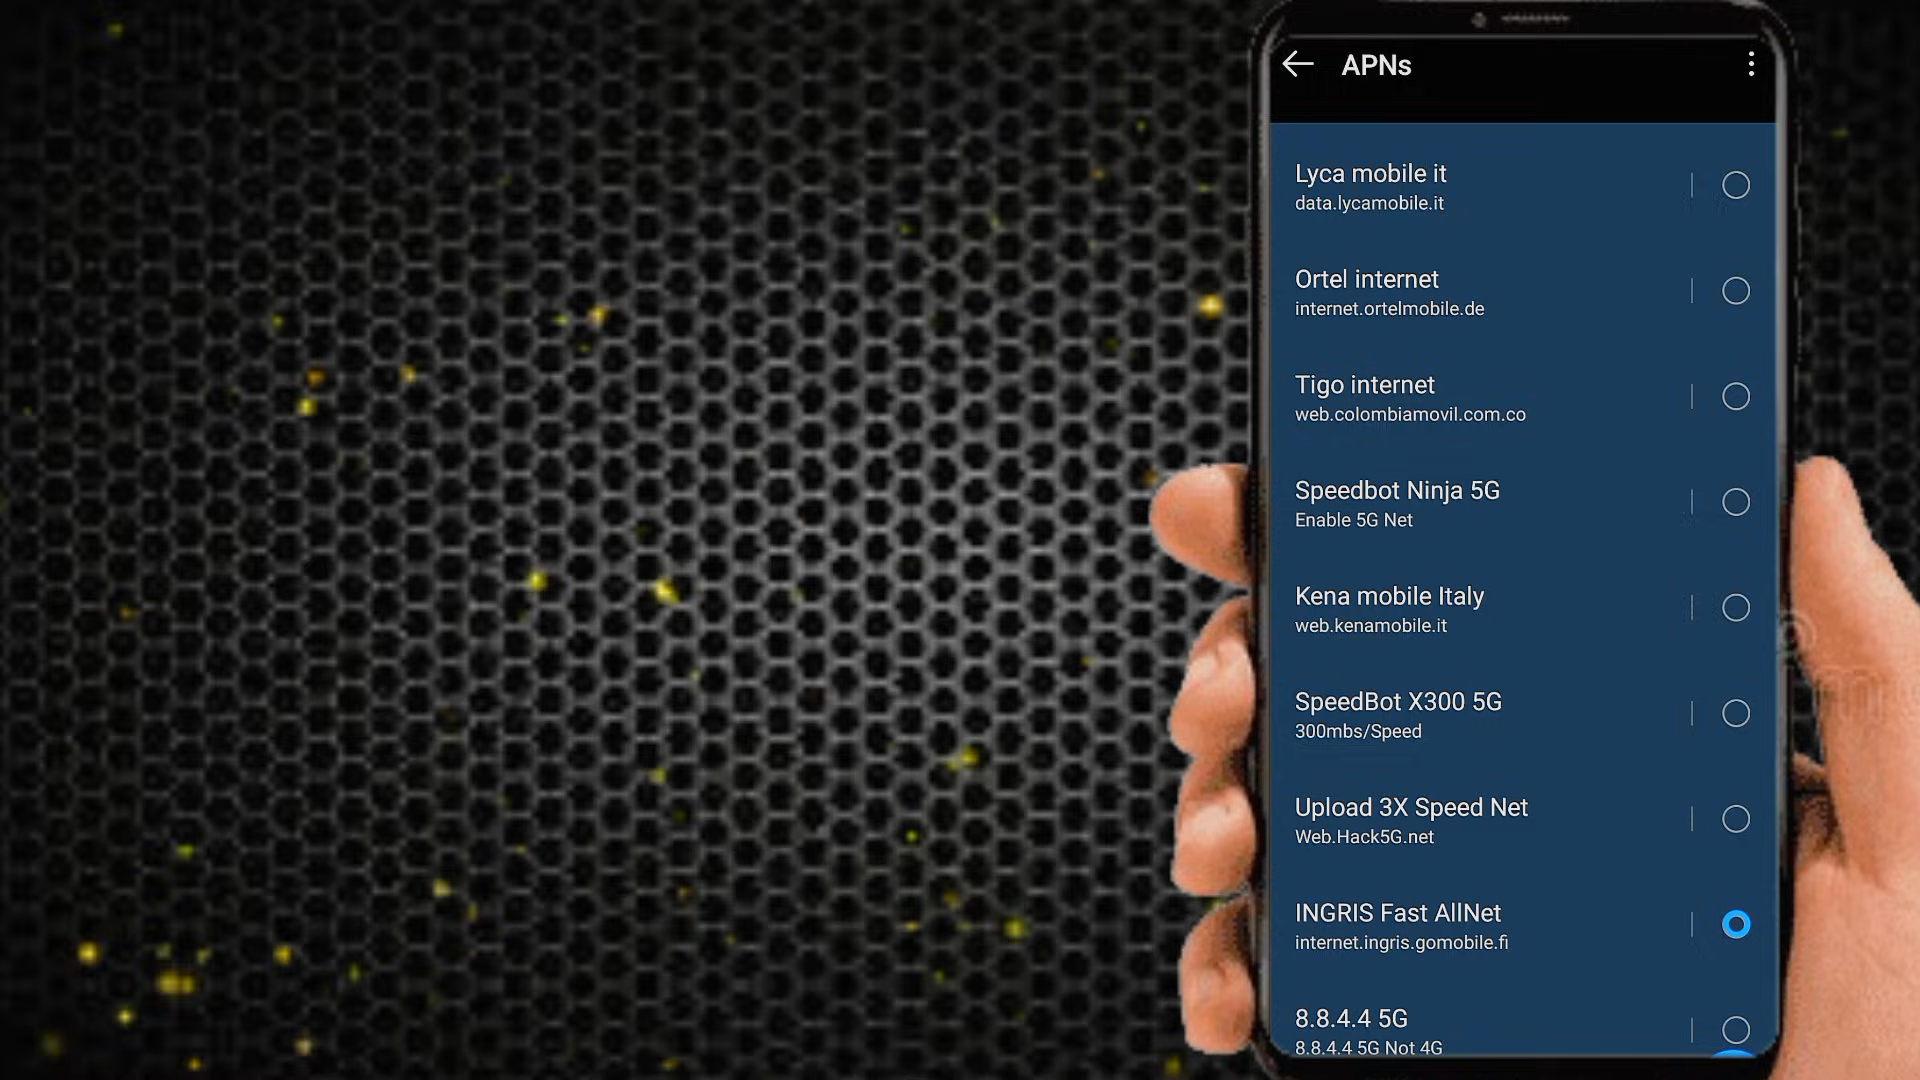 APNs
Lyca mobile it
data.lycamobile.it
Ortel internet
internet.ortelmobile.de
Tigo internet
web.colombiamovil.com.co
Speedbot Ninja 5G
Enable 5G Net
Kena mobile Italy
web.kenamobile.it
SpeedBot X300 5G
300mbs/Speed
Upload 3X Speed Net
Web.Hack5G.net
INGRIS Fast AllNet
internet.ingris.gomobile.fi
8.8.4.4 5G
8.8.4.4 5G Not 4G